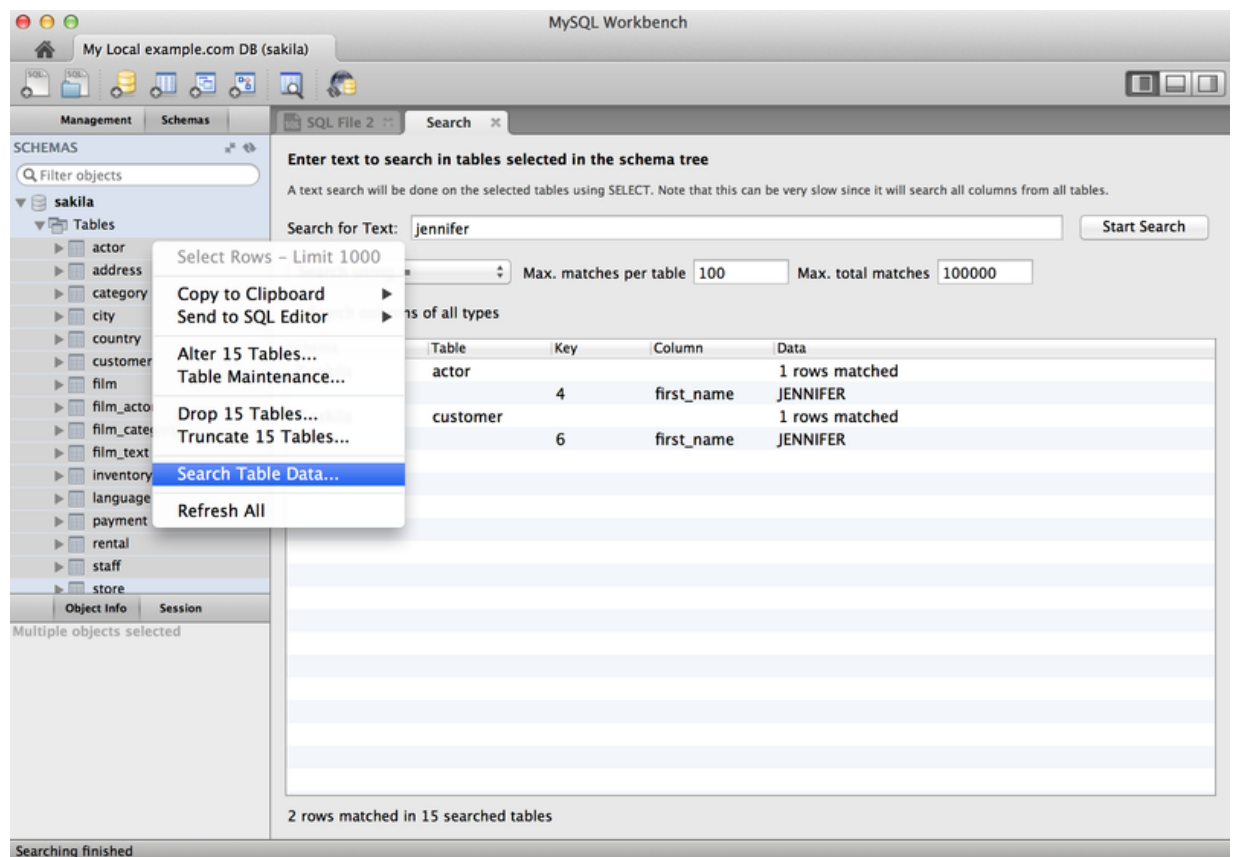 MySQL Workbench
My Local example.com DB (sakila)
SQL SQL
Management Schemas
SQL File 2 Search
SCHEMAS
Filter objects
sakila
Tables
actor
address
category
city
country
customer
film
film_acto
film_cate
film_text
inventory
language
payment
rental
staff
store
Object Info Session
Multiple objects selected
Select Rows – Limit 1000
Copy to Clipboard
Send to SQL Editor
Alter 15 Tables...
Table Maintenance...
Drop 15 Tables...
Truncate 15 Tables...
Search Table Data...
Refresh All
Enter text to search in tables selected in the schema tree
A text search will be done on the selected tables using SELECT. Note that this can be very slow since it will search all columns from all tables.
Search for Text: jennifer Start Search
= Max. matches per table 100 Max. total matches 100000
of all types
Table Key Column Data
actor 1 rows matched
4 first_name JENNIFER
customer 1 rows matched
6 first_name JENNIFER
2 rows matched in 15 searched tables
Searching finished